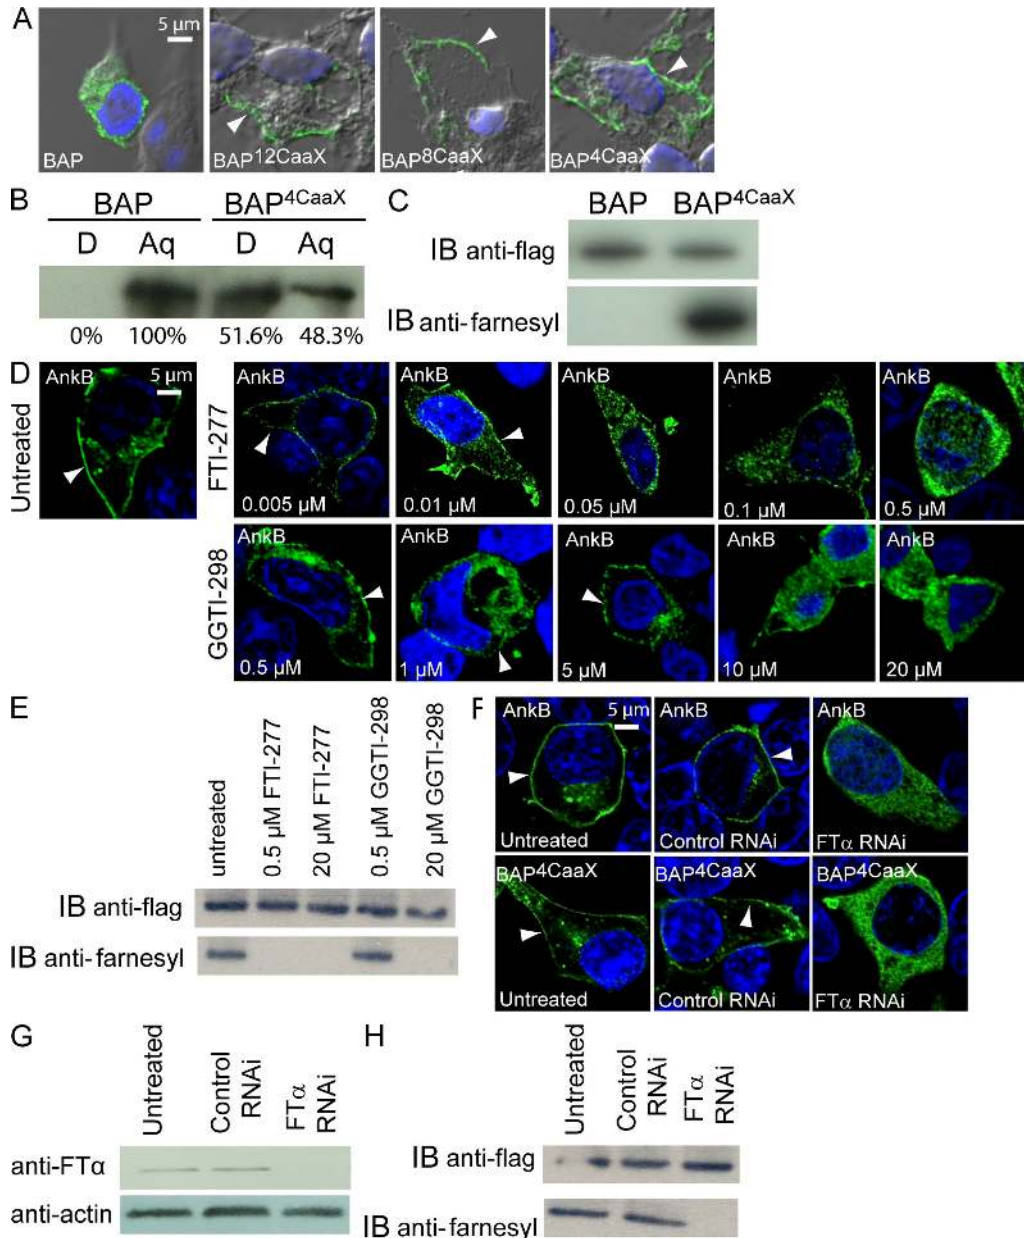 A
5 µm
BAP
BAP12CaaX
BAP8CaaX
BAP4CaaX
B
BAP
BAP4CaaX
D
Aq
D
Aq
0%
100%
51.6%
48.3%
C
BAP
BAP4CaaX
IB anti-flag
IB anti-farnesyl
D
Untreated
AnkB
5 µm
FTI-277
AnkB
0.005 µM
AnkB
0.01 µM
AnkB
0.05 µM
AnkB
0.1 µM
AnkB
0.5 µM
GGTI-298
AnkB
0.5 µM
AnkB
1 µM
AnkB
5 µM
AnkB
10 µM
AnkB
20 µM
E
untreated
0.5 µM FTI-277
20 µM FTI-277
0.5 µM GGTI-298
20 µM GGTI-298
IB anti-flag
IB anti-farnesyl
F
AnkB
5 µm
Untreated
AnkB
Control RNAi
AnkB
FTα RNAi
BAP4CaaX
Untreated
BAP4CaaX
Control RNAi
BAP4CaaX
FTα RNAi
G
Untreated
Control
RNAi
FTα
RNAi
anti-FTα
anti-actin
H
Untreated
Control
RNAi
FTα
RNAi
IB anti-flag
IB anti-farnesyl